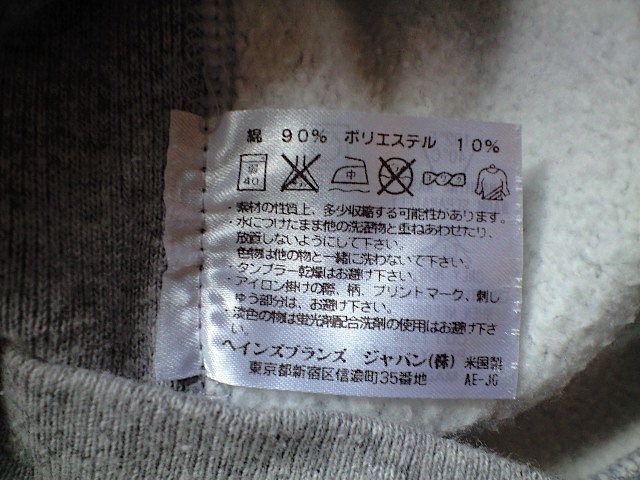 綿 90% ポリエステル 10%
40
中
・素材の性質上、多少収縮する可能性があります。
・水につけたまま他の洗濯物と重ねあわせたり、
放置しないようにして下さい。
色物は他の物と一緒に洗わないで下さい。
・タンブラー乾燥はお避け下さい。
・アイロン掛けの際、柄、プリントマーク、刺し
ゅう部分は、お避け下さい。
・淡色の物は蛍光剤配合洗剤の使用はお避け下さ
い。
ヘインズブランズ ジャパン(株) 米国製
東京都新宿区信濃町35番地 AE-JG